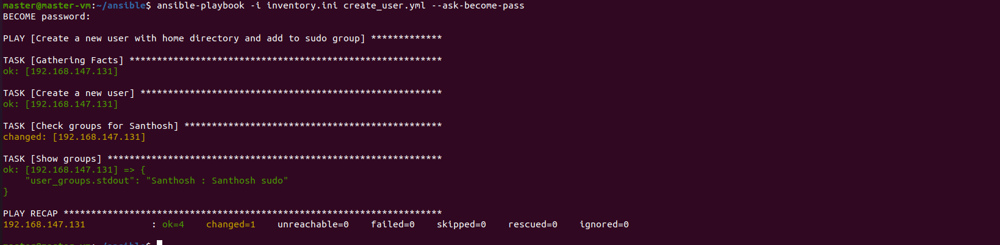 master@master-vm:~/ansible$ ansible-playbook -i inventory.ini create_user.yml --ask-become-pass
BECOME password:
PLAY [Create a new user with home directory and add to sudo group] *************
TASK [Gathering Facts] *********************************************************
ok: [192.168.147.131]
TASK [Create a new user] *******************************************************
ok: [192.168.147.131]
TASK [Check groups for Santhosh] ***********************************************
changed: [192.168.147.131]
TASK [Show groups] *************************************************************
ok: [192.168.147.131] => {
    "user_groups.stdout": "Santhosh : Santhosh sudo"
}
PLAY RECAP *********************************************************************
192.168.147.131            : ok=4    changed=1    unreachable=0    failed=0    skipped=0    rescued=0    ignored=0
master@master-vm:~/ansible$